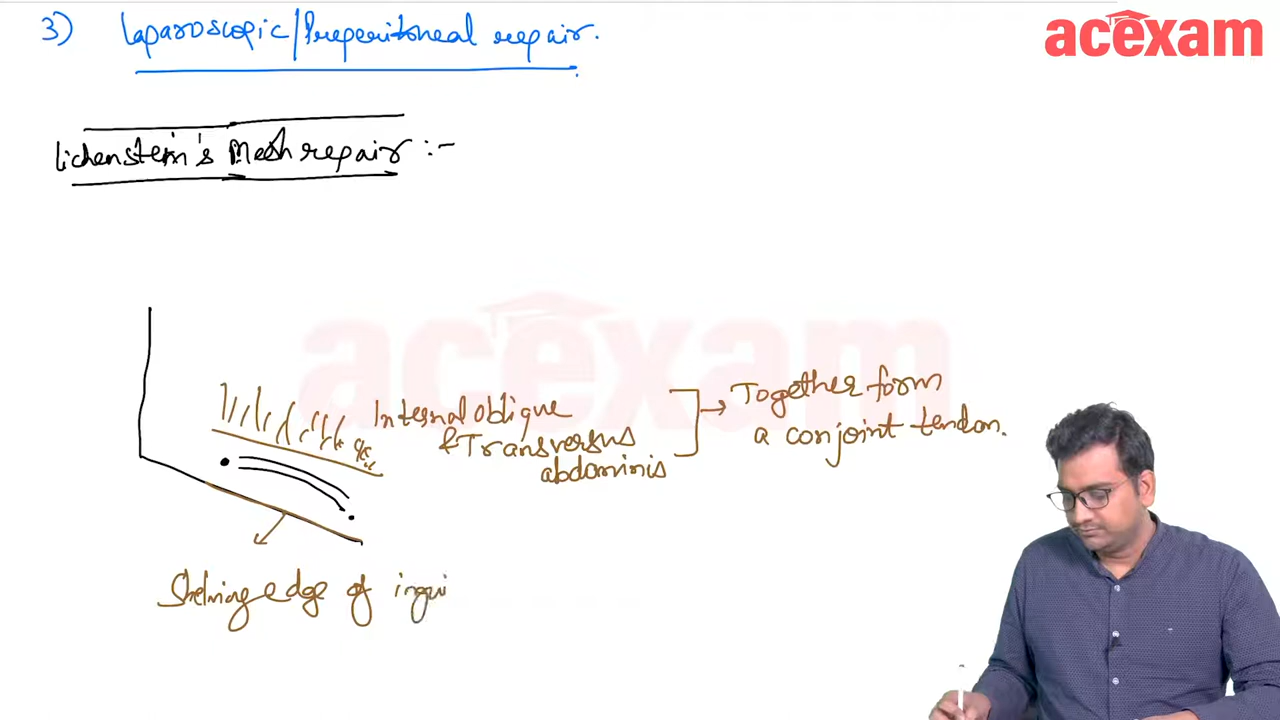 acexam
3) Laparoscopic/Preperitoneal repair.
Lichenstein's Mesh repair :-
Internal oblique
& Transversus
abdominis
Together form
a conjoint tendon.
Shelving edge of ingui